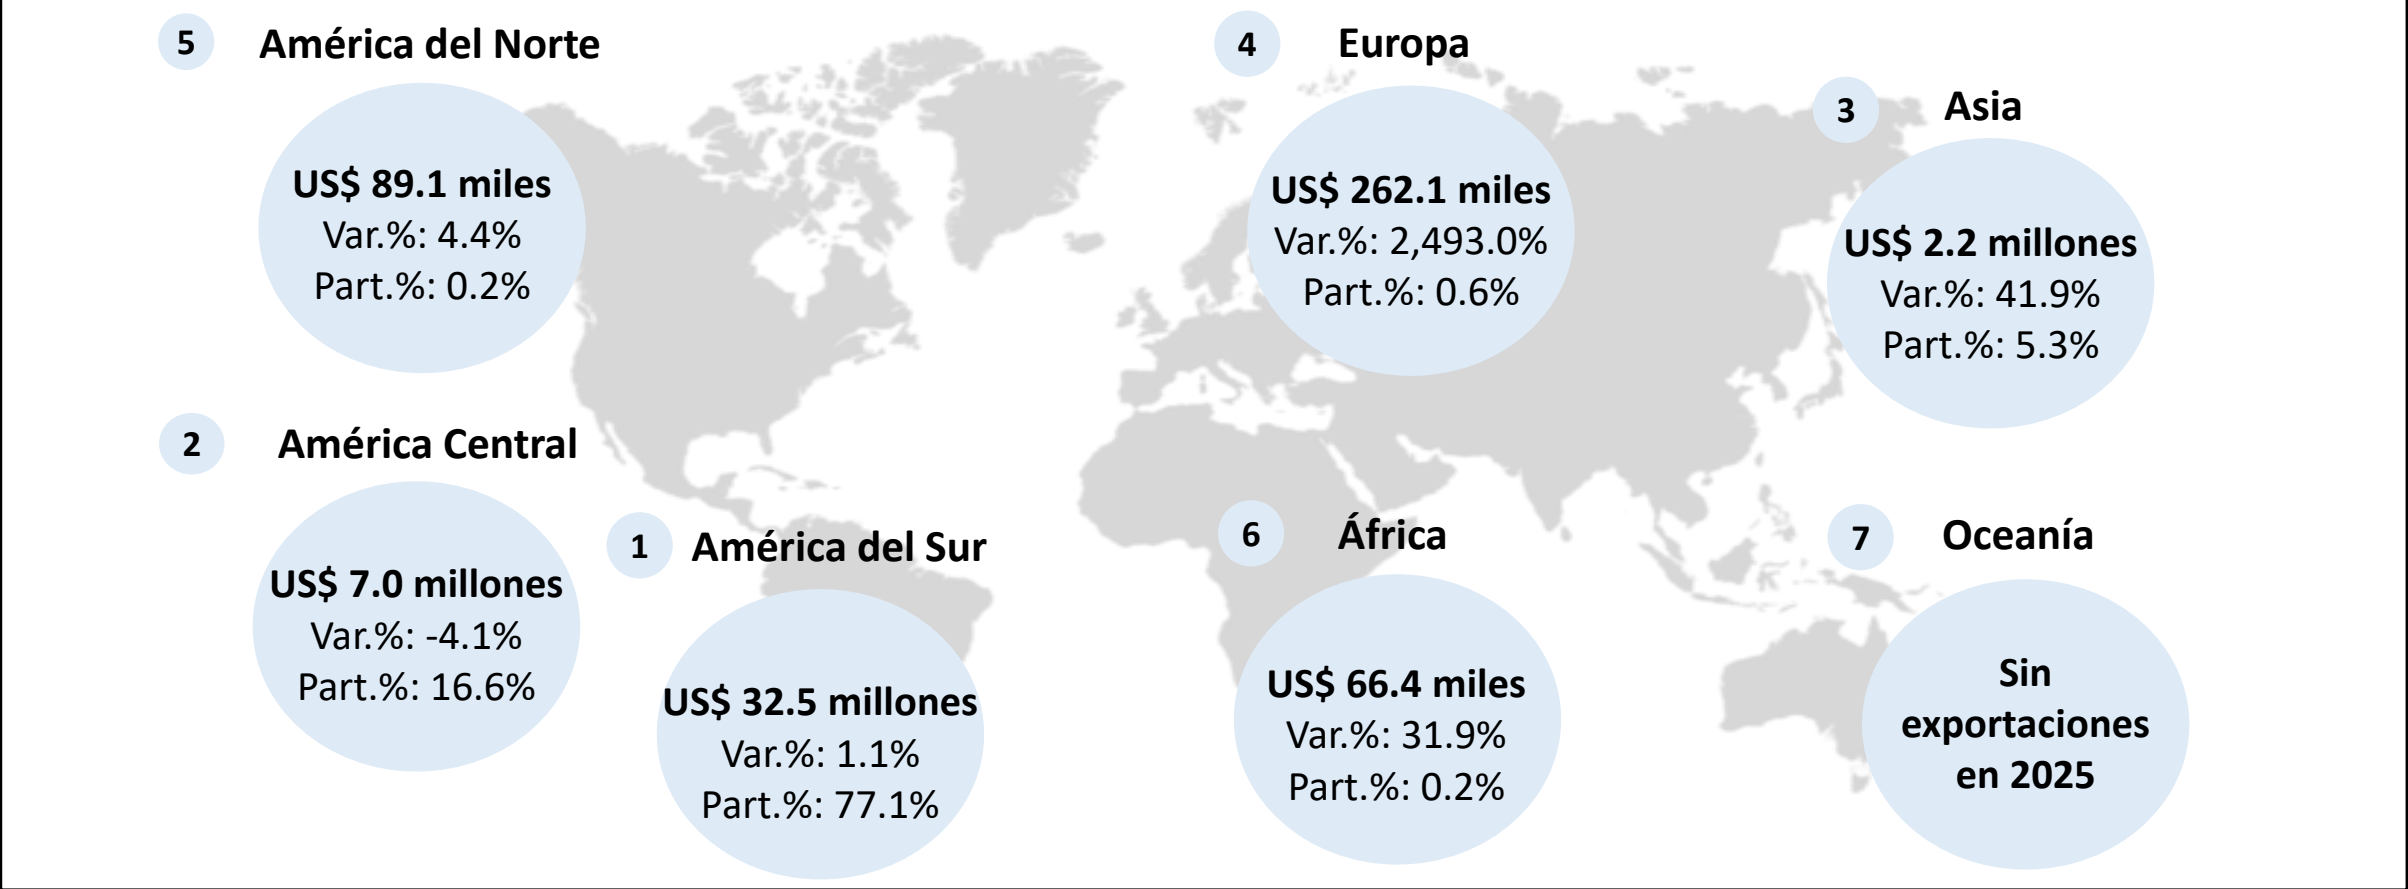 5 América del Norte
US$ 89.1 miles
Var.%: 4.4%
Part.%: 0.2%
4 Europa
US$ 262.1 miles
Var.%: 2,493.0%
Part.%: 0.6%
3 Asia
US$ 2.2 millones
Var.%: 41.9%
Part.%: 5.3%
2 América Central
US$ 7.0 millones
Var.%: -4.1%
Part.%: 16.6%
1 América del Sur
US$ 32.5 millones
Var.%: 1.1%
Part.%: 77.1%
6 África
US$ 66.4 miles
Var.%: 31.9%
Part.%: 0.2%
7 Oceanía
Sin
exportaciones
en 2025